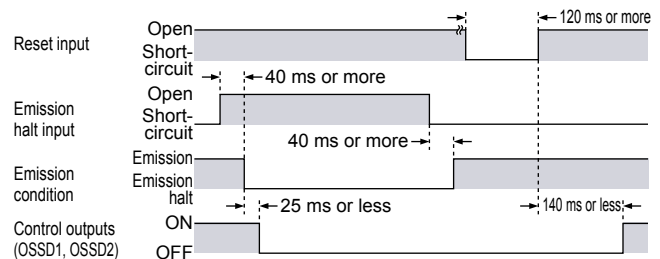 120 ms or more
Reset input
Open
Short-
circuit
40 ms or more
Emission
halt input
Open
Short-
circuit
40 ms or more
Emission
condition
Emission
Emission
halt
25 ms or less
140 ms or less
Control outputs
(OSSD1, OSSD2)
ON
OFF